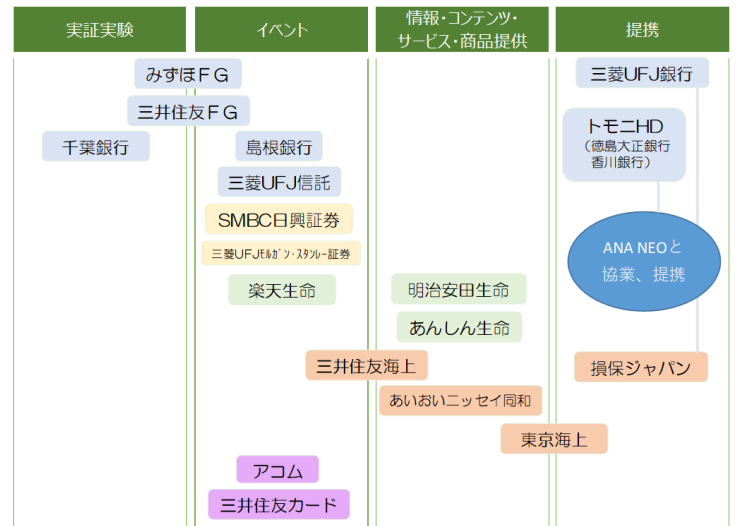 実証実験
イベント
情報・コンテンツ・
サービス・商品提供
提携
みずほＦＧ
三菱UFJ銀行
三井住友ＦＧ
トモニHD
（徳島大正銀行
香川銀行）
千葉銀行
島根銀行
三菱UFJ信託
SMBC日興証券
三菱UFJﾓﾙｶﾞﾝ・ｽﾀﾝﾚｰ証券
ANA NEOと
協業、提携
楽天生命
明治安田生命
あんしん生命
三井住友海上
損保ジャパン
あいおいニッセイ同和
東京海上
アコム
三井住友カード